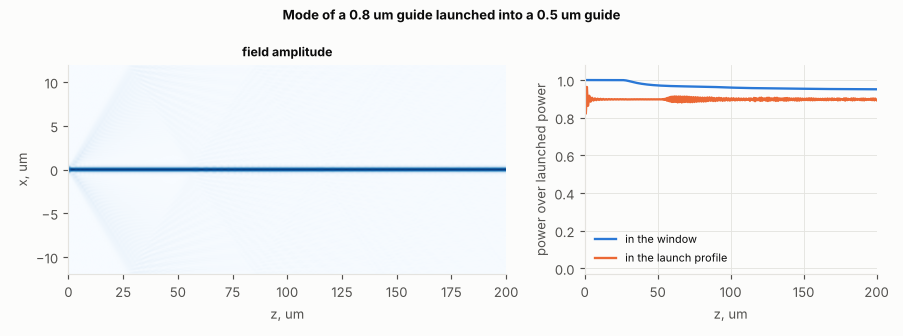 Mode of a 0.8 um guide launched into a 0.5 um guide
field amplitude
x, um
10
5
0
−5
−10
0 25 50 75 100 125 150 175 200
z, um
power over launched power
1.0
0.8
0.6
0.4
0.2
0.0
in the window
in the launch profile
0 50 100 150 200
z, um